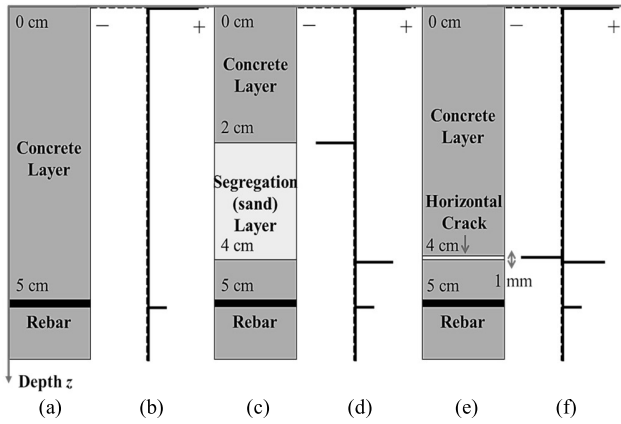 0 cm
− +
0 cm
− +
0 cm
− +
Concrete
Layer
2 cm
Concrete
Layer
Concrete
Layer
Segregation
(sand)
Layer
4 cm
Horizontal
Crack
4 cm
1 mm
5 cm
5 cm
5 cm
Rebar
Rebar
Rebar
Depth z
(a) (b) (c) (d) (e) (f)